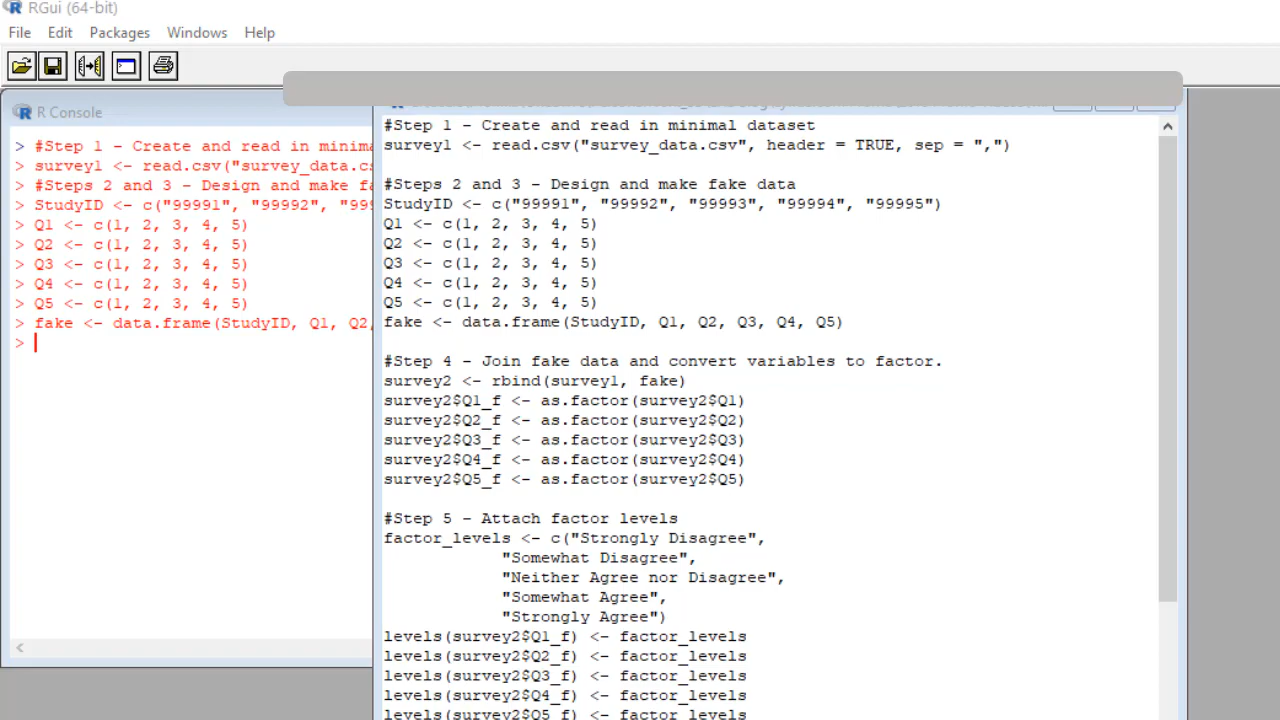 RGui (64-bit)
File Edit Packages Windows Help
R Console
> #Step 1 - Create and read in minima
> survey1 <- read.csv("survey_data.cs
> #Steps 2 and 3 - Design and make fa
> StudyID <- c("99991", "99992", "999
> Q1 <- c(1, 2, 3, 4, 5)
> Q2 <- c(1, 2, 3, 4, 5)
> Q3 <- c(1, 2, 3, 4, 5)
> Q4 <- c(1, 2, 3, 4, 5)
> Q5 <- c(1, 2, 3, 4, 5)
> fake <- data.frame(StudyID, Q1, Q2,
>
#Step 1 - Create and read in minimal dataset
survey1 <- read.csv("survey_data.csv", header = TRUE, sep = ",")
#Steps 2 and 3 - Design and make fake data
StudyID <- c("99991", "99992", "99993", "99994", "99995")
Q1 <- c(1, 2, 3, 4, 5)
Q2 <- c(1, 2, 3, 4, 5)
Q3 <- c(1, 2, 3, 4, 5)
Q4 <- c(1, 2, 3, 4, 5)
Q5 <- c(1, 2, 3, 4, 5)
fake <- data.frame(StudyID, Q1, Q2, Q3, Q4, Q5)
#Step 4 - Join fake data and convert variables to factor.
survey2 <- rbind(survey1, fake)
survey2$Q1_f <- as.factor(survey2$Q1)
survey2$Q2_f <- as.factor(survey2$Q2)
survey2$Q3_f <- as.factor(survey2$Q3)
survey2$Q4_f <- as.factor(survey2$Q4)
survey2$Q5_f <- as.factor(survey2$Q5)
#Step 5 - Attach factor levels
factor_levels <- c("Strongly Disagree",
"Somewhat Disagree",
"Neither Agree nor Disagree",
"Somewhat Agree",
"Strongly Agree")
levels(survey2$Q1_f) <- factor_levels
levels(survey2$Q2_f) <- factor_levels
levels(survey2$Q3_f) <- factor_levels
levels(survey2$Q4_f) <- factor_levels
levels(survey2$Q5_f) <- factor_levels